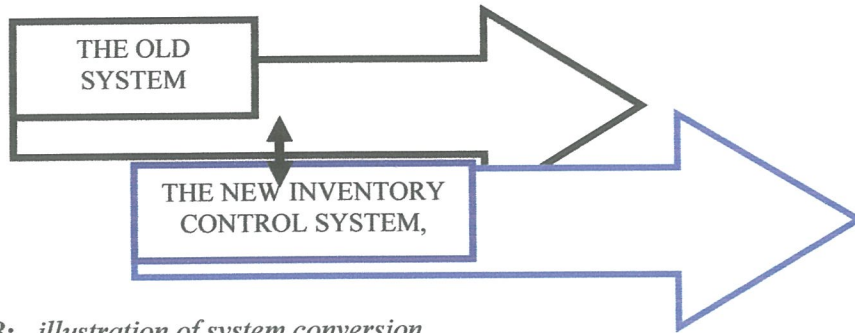 THE OLD
SYSTEM
THE NEW INVENTORY
CONTROL SYSTEM,
: illustration of system conversion